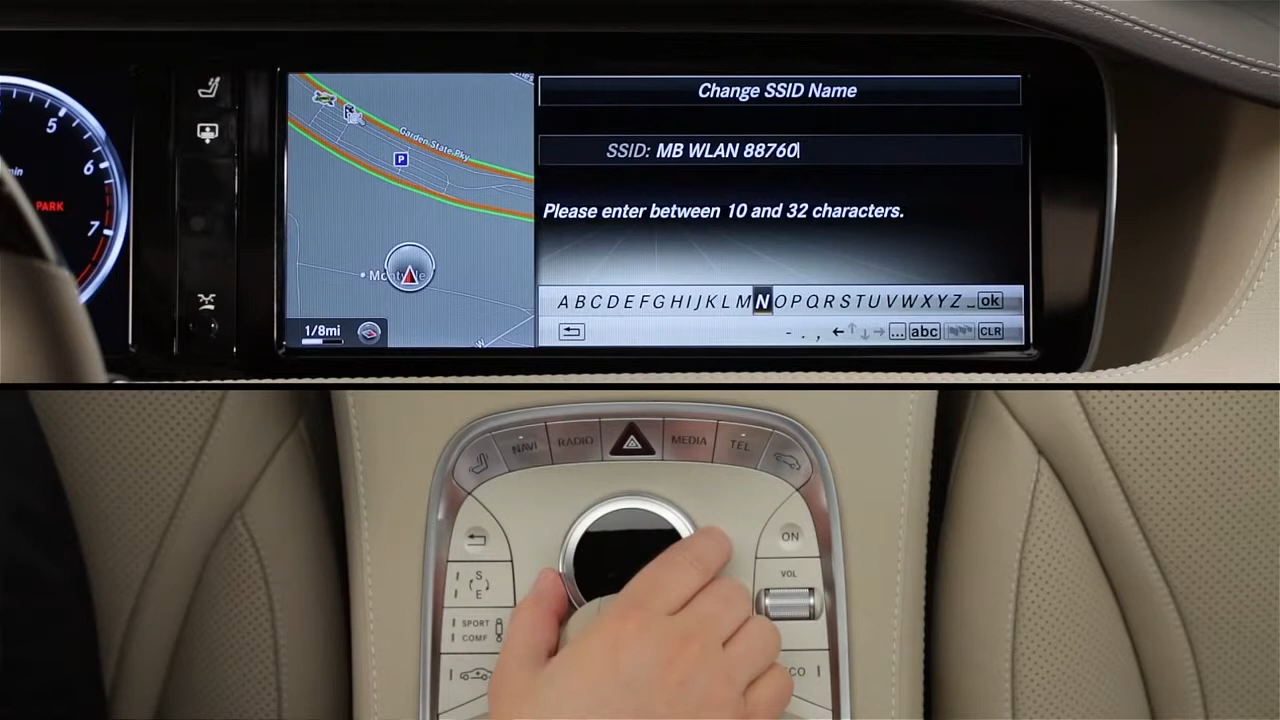 Change SSID Name
SSID: MB WLAN 88760
Please enter between 10 and 32 characters.
A B C D E F G H I J K L M N O P Q R S T U V W X Y Z _ ok
- . , ... abc CLR
Garden State Pky
P
1/8mi
5
6
7
PARK
NAVI
RADIO
MEDIA
TEL
ON
VOL
S
E
SPORT
COMF